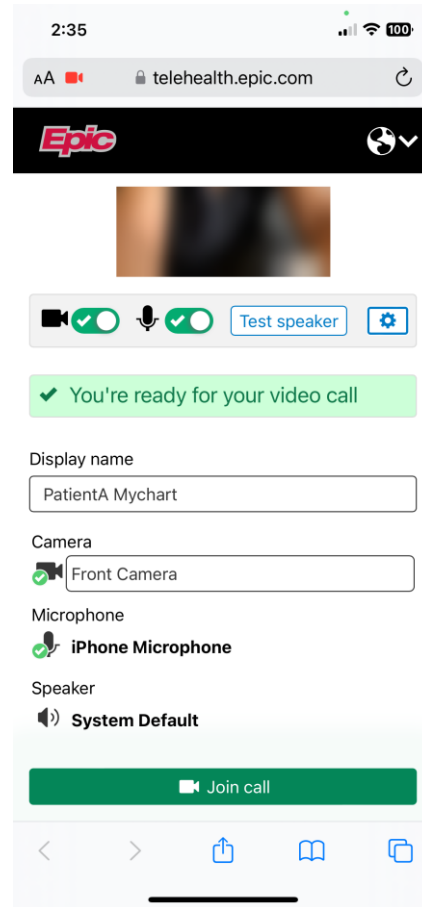 2:35
100
AA telehealth.epic.com
Epic
Test speaker
You're ready for your video call
Display name
PatientA Mychart
Camera
Front Camera
Microphone
iPhone Microphone
Speaker
System Default
Join call